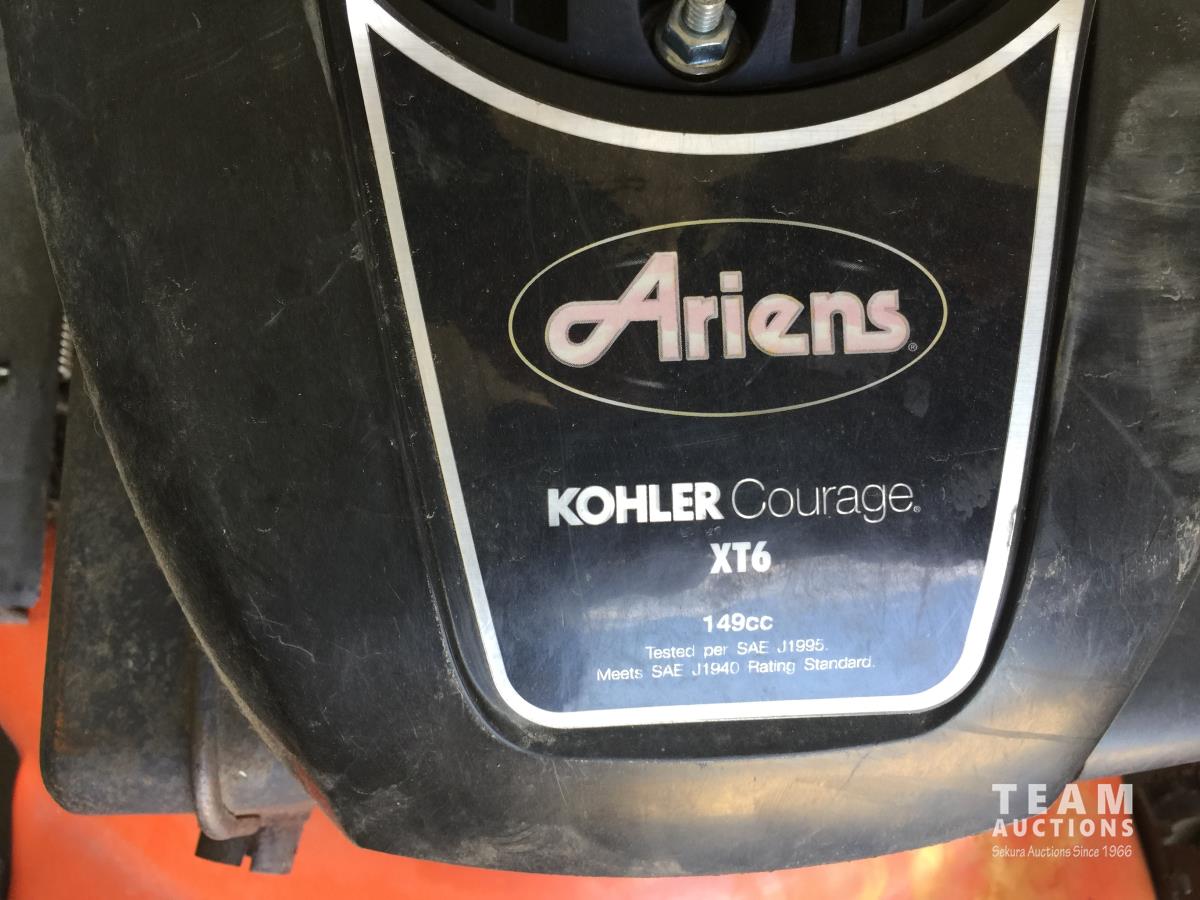 Ariens®
KOHLER Courage®
XT6
149cc
Tested per SAE J1995.
Meets SAE J1940 Rating Standard.
TEAM
AUCTIONS
Sekura Auctions Since 1966